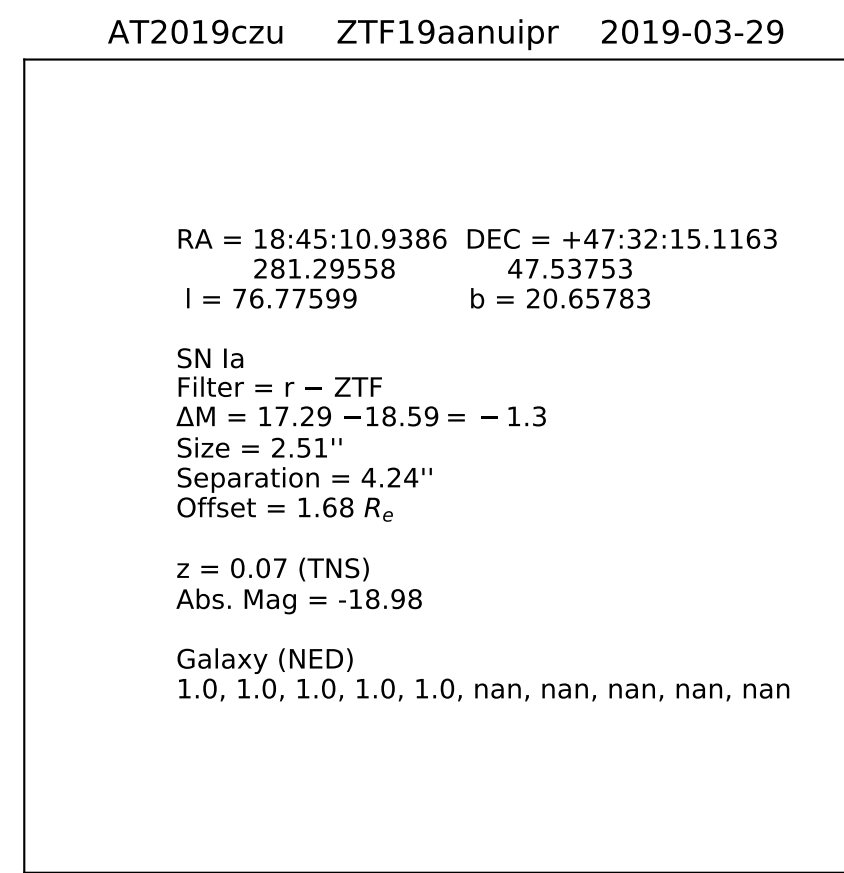 AT2019czu ZTF19aanuipr 2019-03-29
RA = 18:45:10.9386 DEC = +47:32:15.1163
281.29558 47.53753
l = 76.77599 b = 20.65783
SN Ia
Filter = r − ZTF
ΔM = 17.29 −18.59 = − 1.3
Size = 2.51''
Separation = 4.24''
Offset = 1.68 Re
z = 0.07 (TNS)
Abs. Mag = -18.98
Galaxy (NED)
1.0, 1.0, 1.0, 1.0, 1.0, nan, nan, nan, nan, nan